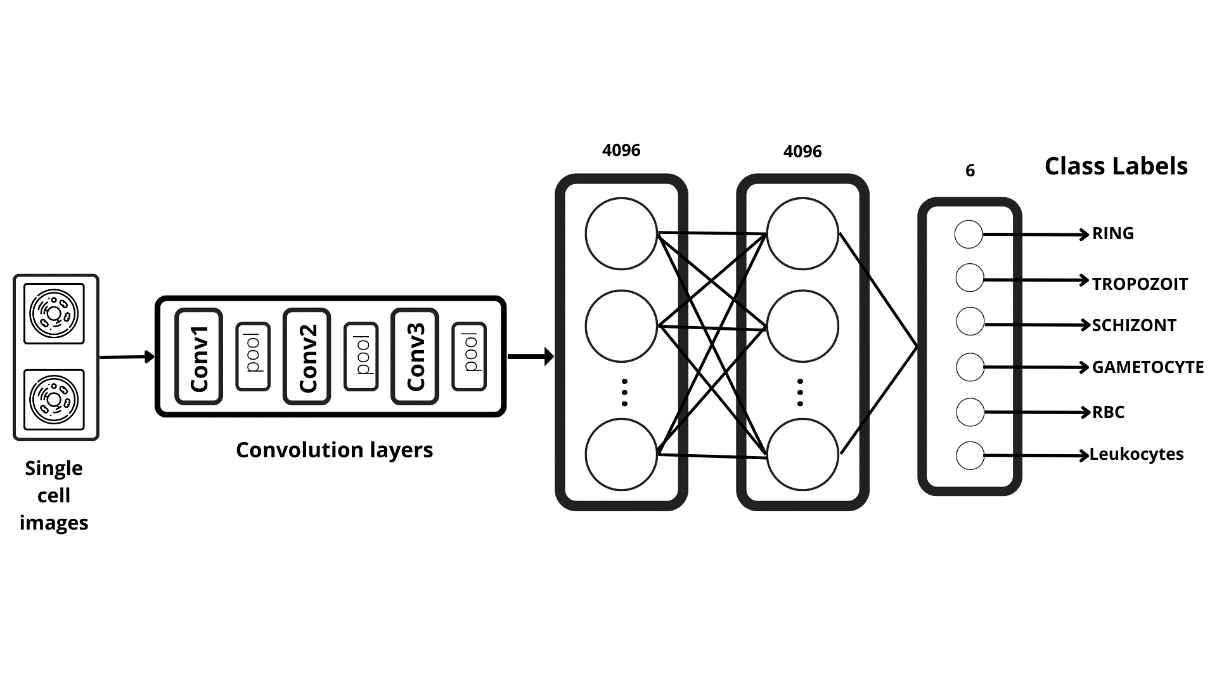 4096
4096
6
Class Labels
Conv1
pool
Conv2
pool
Conv3
pool
Convolution layers
Single
cell
images
RING
TROPOZOIT
SCHIZONT
GAMETOCYTE
RBC
Leukocytes